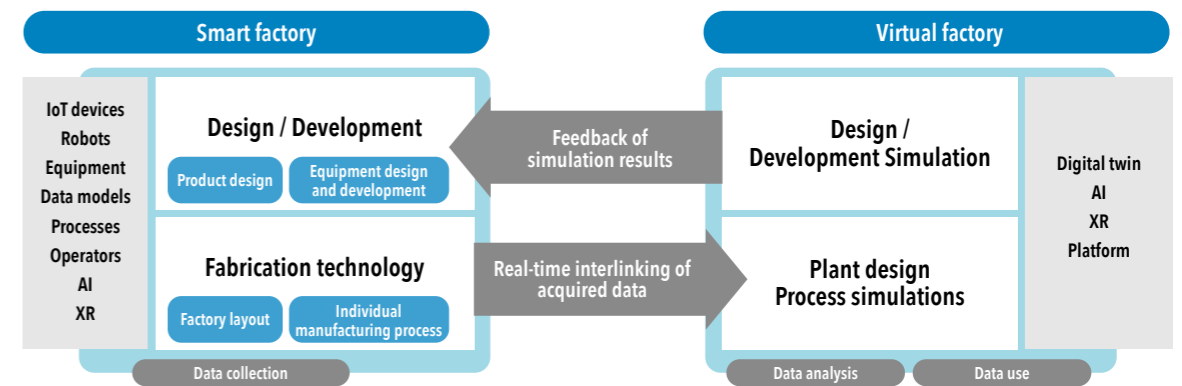 Smart factory
Virtual factory
IoT devices
Robots
Equipment
Data models
Processes
Operators
AI
XR
Design / Development
Product design
Equipment design
and development
Fabrication technology
Factory layout
Individual
manufacturing process
Data collection
Feedback of
simulation results
Real-time interlinking of
acquired data
Design /
Development Simulation
Plant design
Process simulations
Digital twin
AI
XR
Platform
Data analysis
Data use